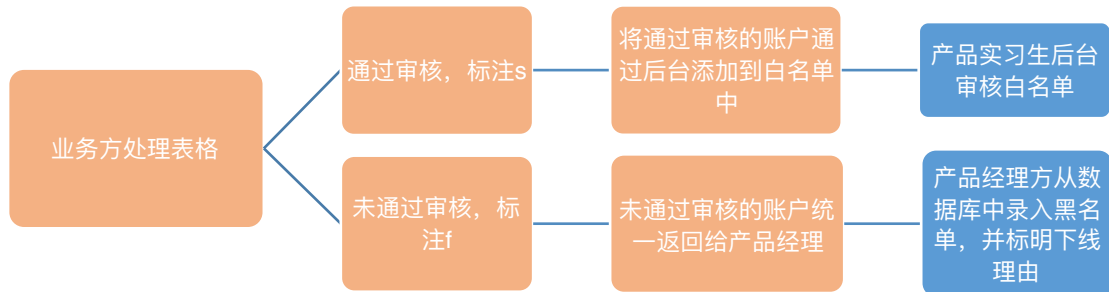 业务方处理表格
通过审核，标注s
将通过审核的账户通
过后台添加到白名单
中
产品实习生后台
审核白名单
未通过审核，标
注f
未通过审核的账户统
一返回给产品经理
产品经理方从数
据库中录入黑名
单，并标明下线
理由